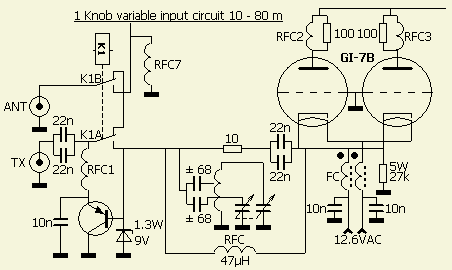 1 Knob variable input circuit 10 - 80 m
RFC2
100
100
RFC3
K1
GI-7B
RFC7
K1B
ANT
22n
K1A
22n
10
TX
22n
RFC1
22n
± 68
FC
5W
27k
10n
± 68
1.3W
9V
10n
10n
RFC
47µH
12.6VAC